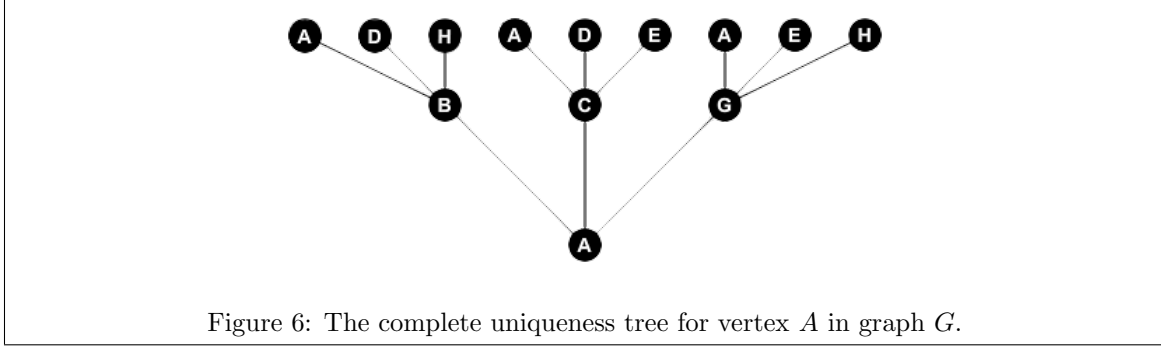 A D H A D E A E H
B C G
A
Figure 6: The complete uniqueness tree for vertex A in graph G.